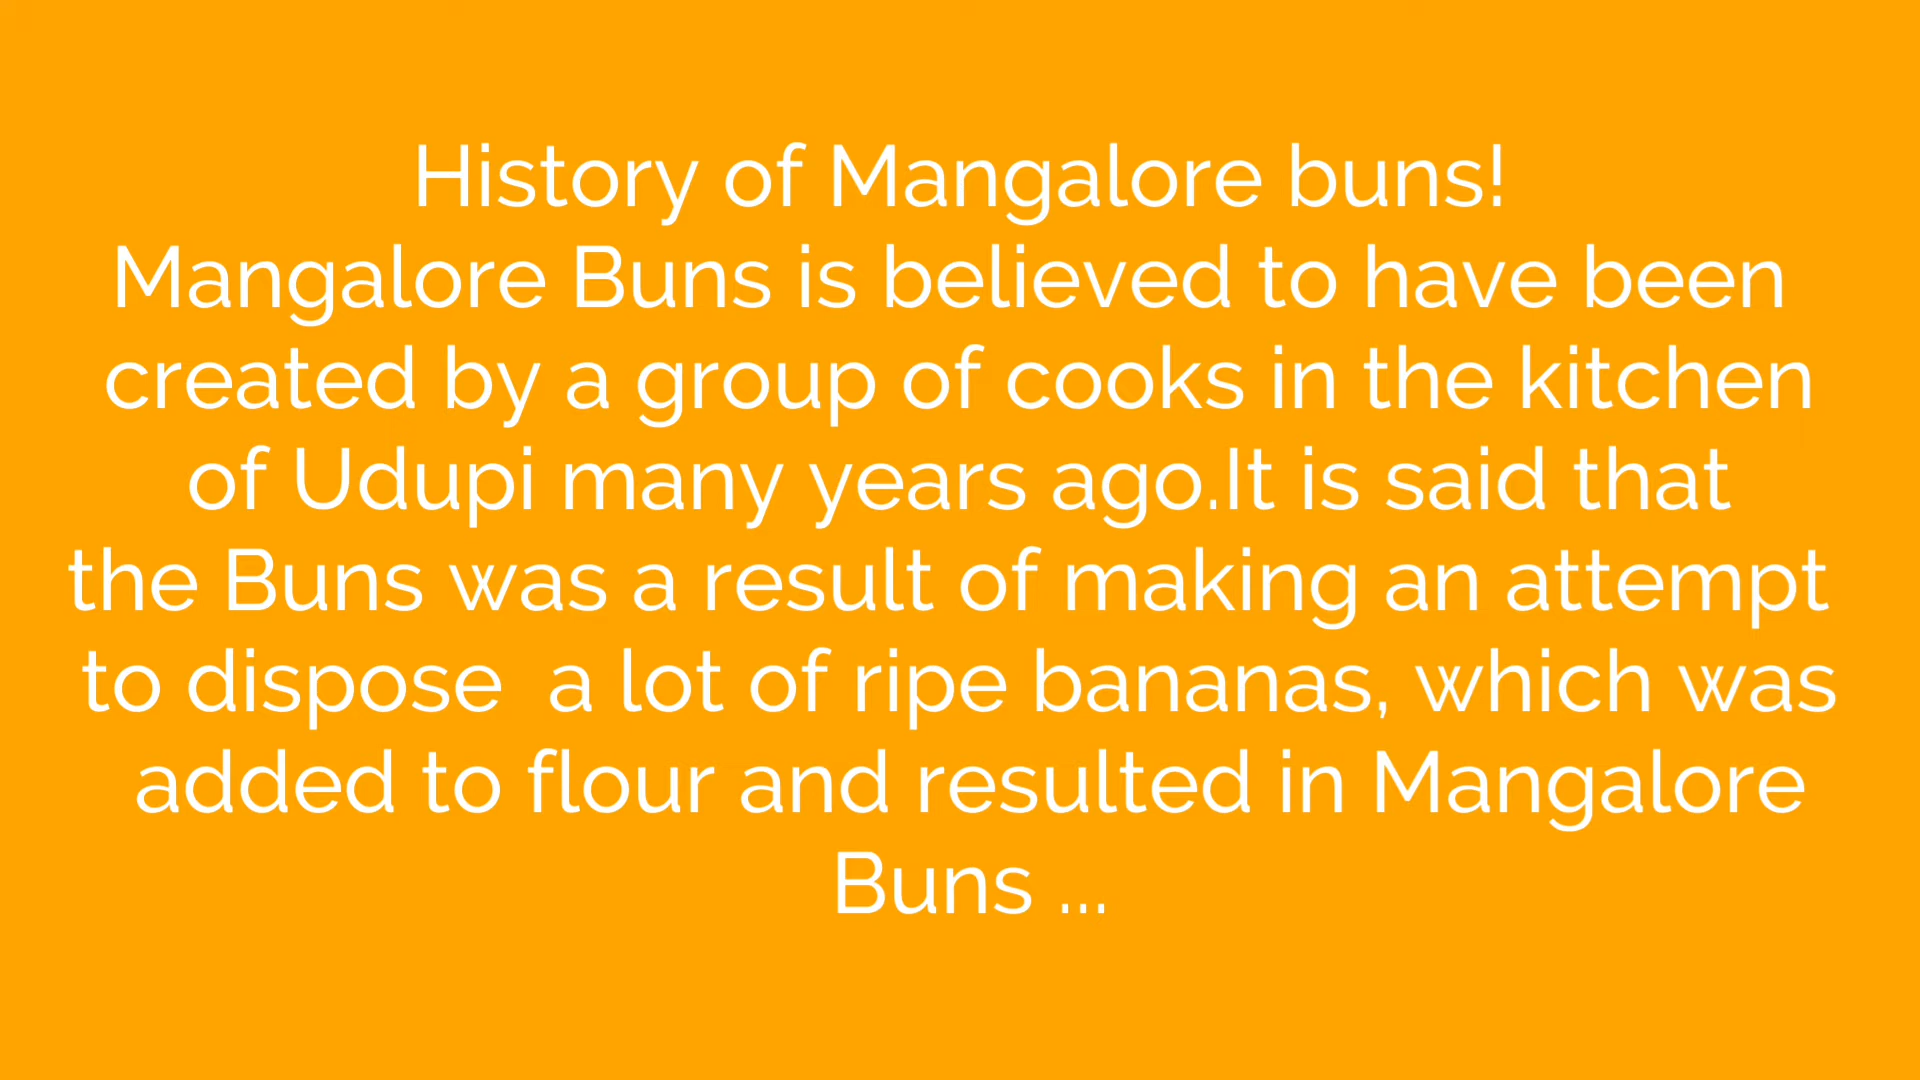 History of Mangalore buns!
Mangalore Buns is believed to have been
created by a group of cooks in the kitchen
of Udupi many years ago.It is said that
the Buns was a result of making an attempt
to dispose  a lot of ripe bananas, which was
added to flour and resulted in Mangalore
Buns ...